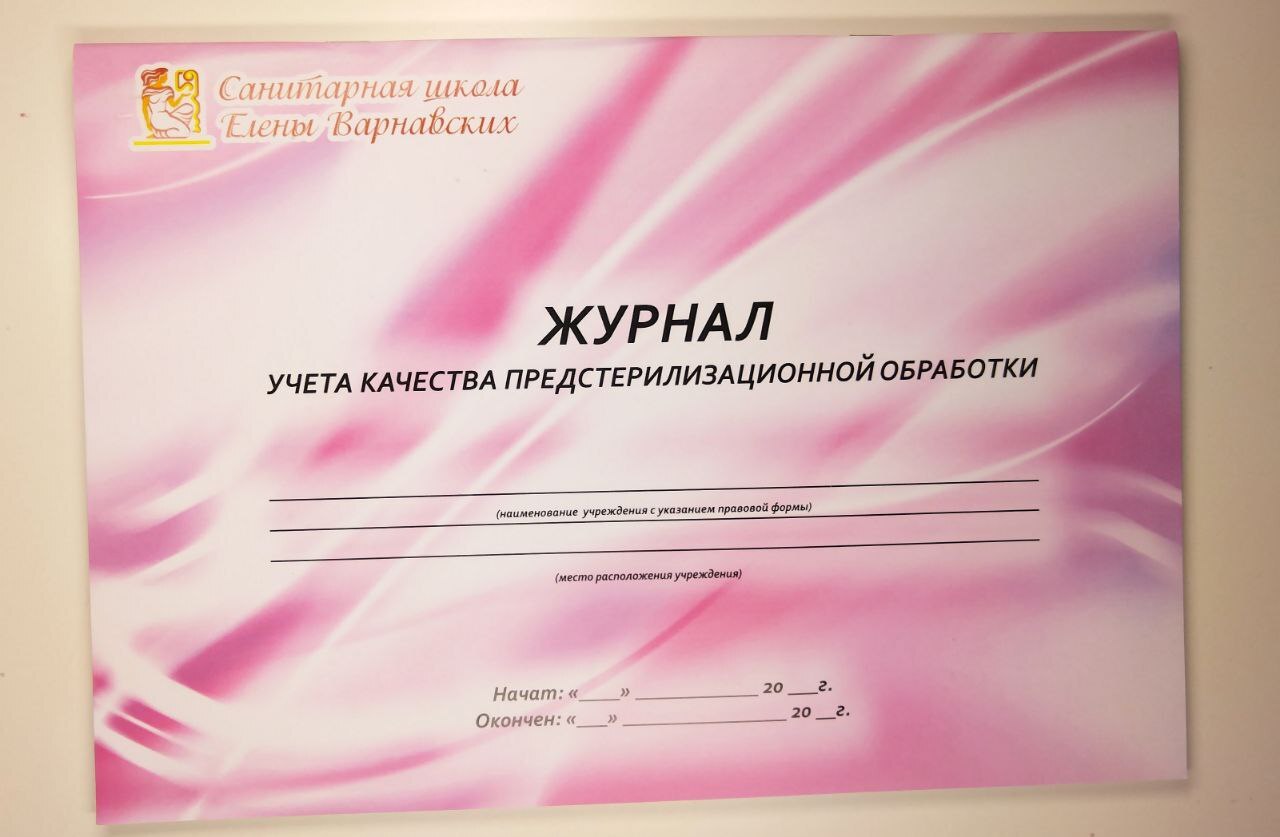 Санитарная школа
Елены Варнавских
ЖУРНАЛ
УЧЕТА КАЧЕСТВА ПРЕДСТЕРИЛИЗАЦИОННОЙ ОБРАБОТКИ
(наименование учреждения с указанием правовой формы)
(место расположения учреждения)
Начат: «____» ____________ 20 ___г.
Окончен: «___» ________________ 20 __г.